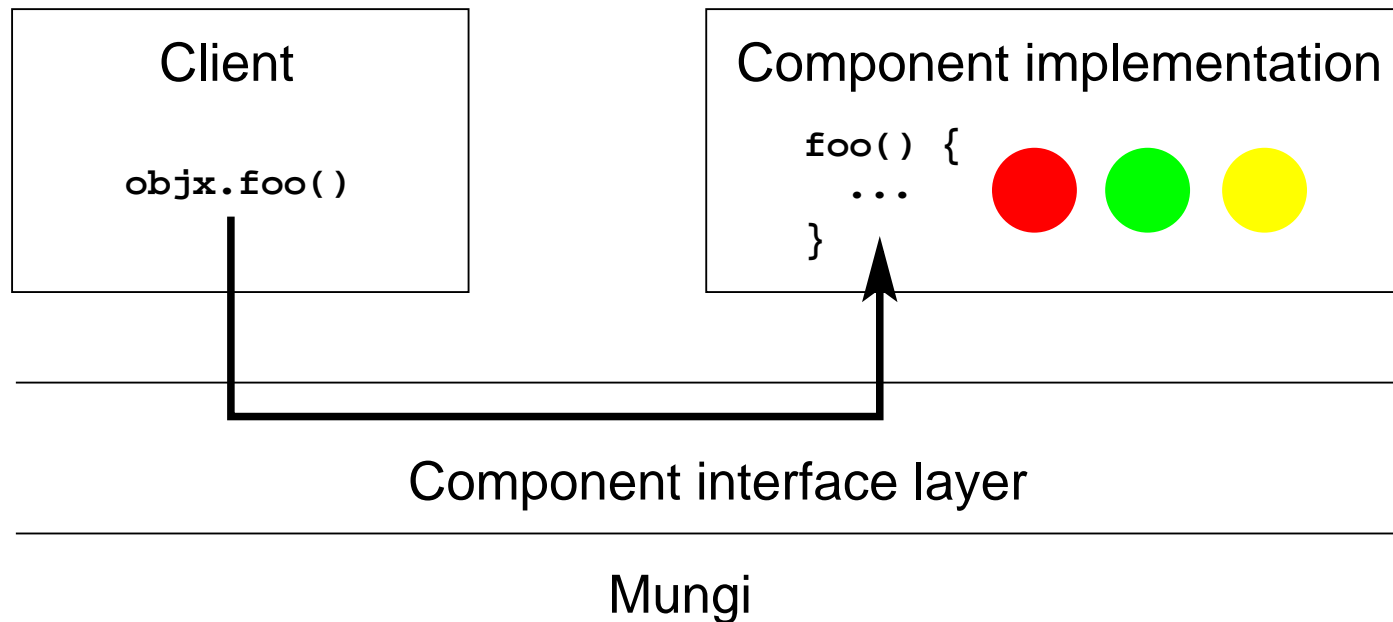 Client
objx.foo()
Component implementation
foo() {
...
}
Component interface layer
Mungi